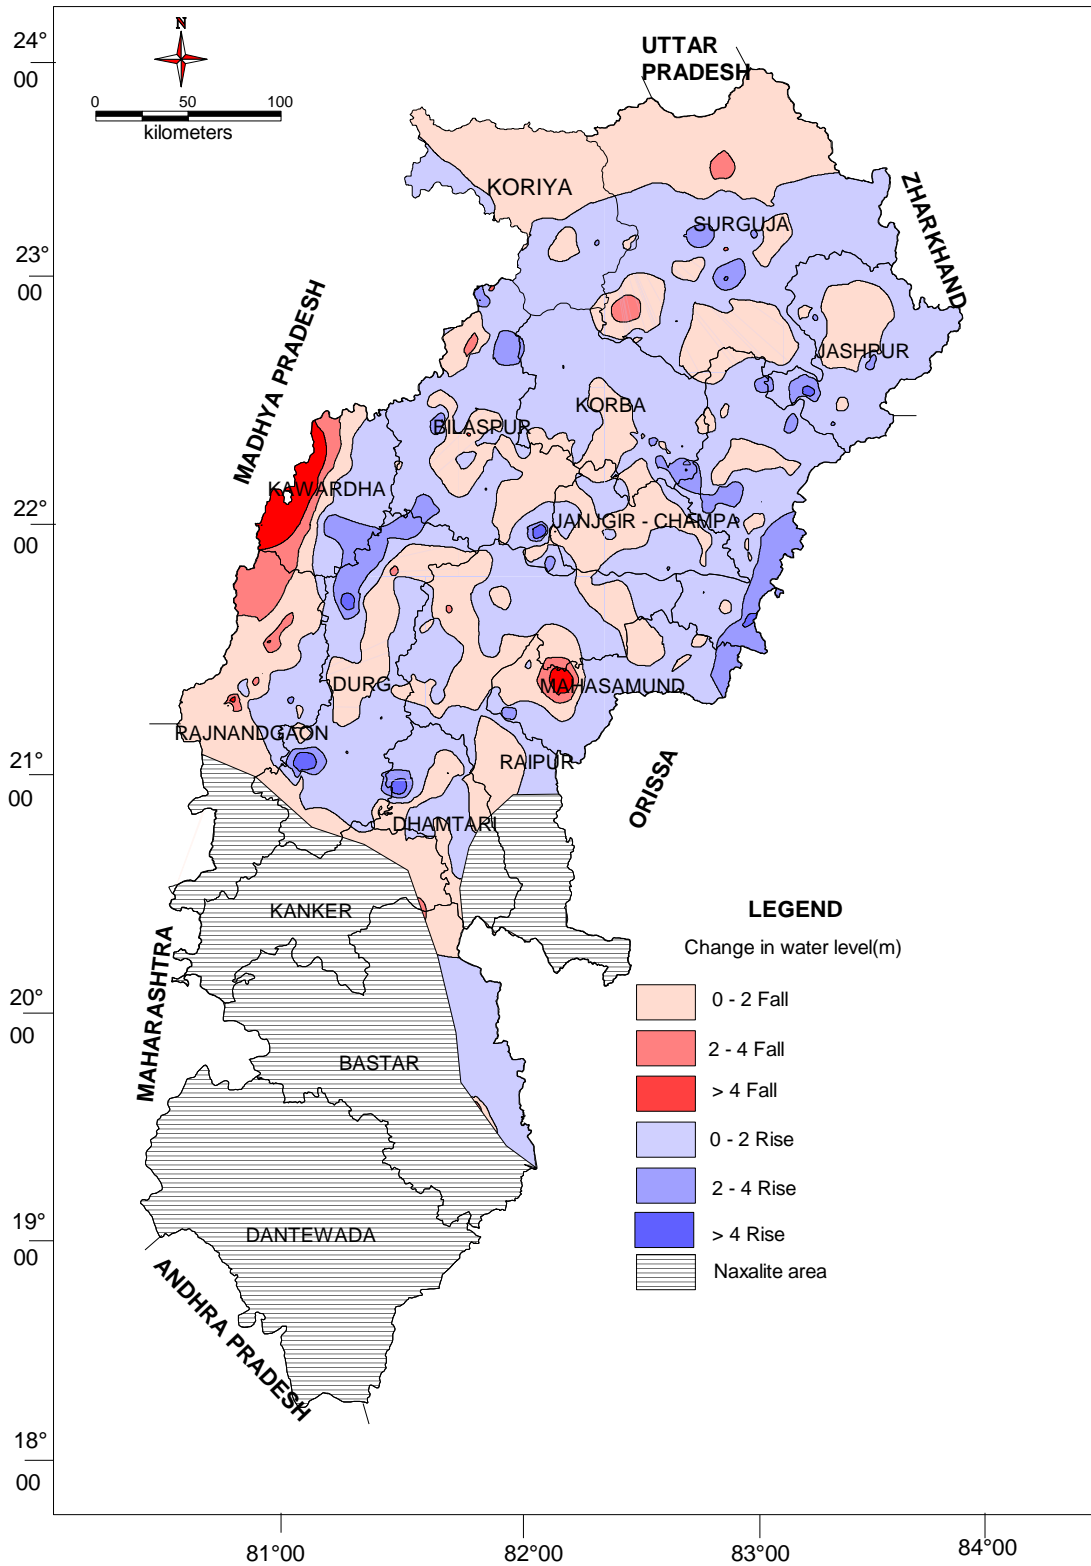 24°
00
N
0 50 100
kilometers
UTTAR
PRADESH
KORIYA
SURGUJA
ZHARKHAND
23°
00
MADHYA PRADESH
JASHPUR
KORBA
BILASPUR
KAWARDHA
22°
00
JANJGIR - CHAMPA
DURG
MAHASAMUND
RAJNANDGAON
RAIPUR
21°
00
ORISSA
DHAMTARI
KANKER
LEGEND
Change in water level(m)
0 - 2 Fall
2 - 4 Fall
> 4 Fall
0 - 2 Rise
2 - 4 Rise
> 4 Rise
Naxalite area
MAHARASHTRA
20°
00
BASTAR
19°
00
DANTEWADA
ANDHRA PRADESH
18°
00
81°00 82°00 83°00 84°00